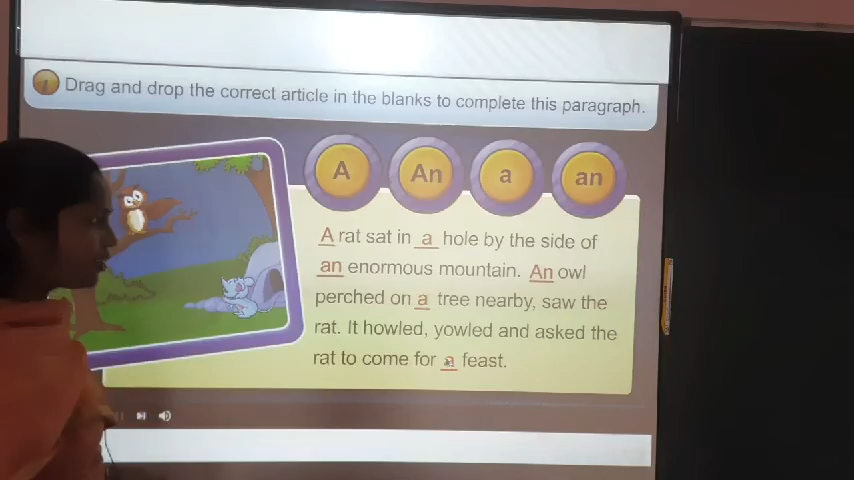 1 Drag and drop the correct article in the blanks to complete this paragraph.
A An a an
A rat sat in a hole by the side of
an enormous mountain. An owl
perched on a tree nearby, saw the
rat. It howled, yowled and asked the
rat to come for a feast.